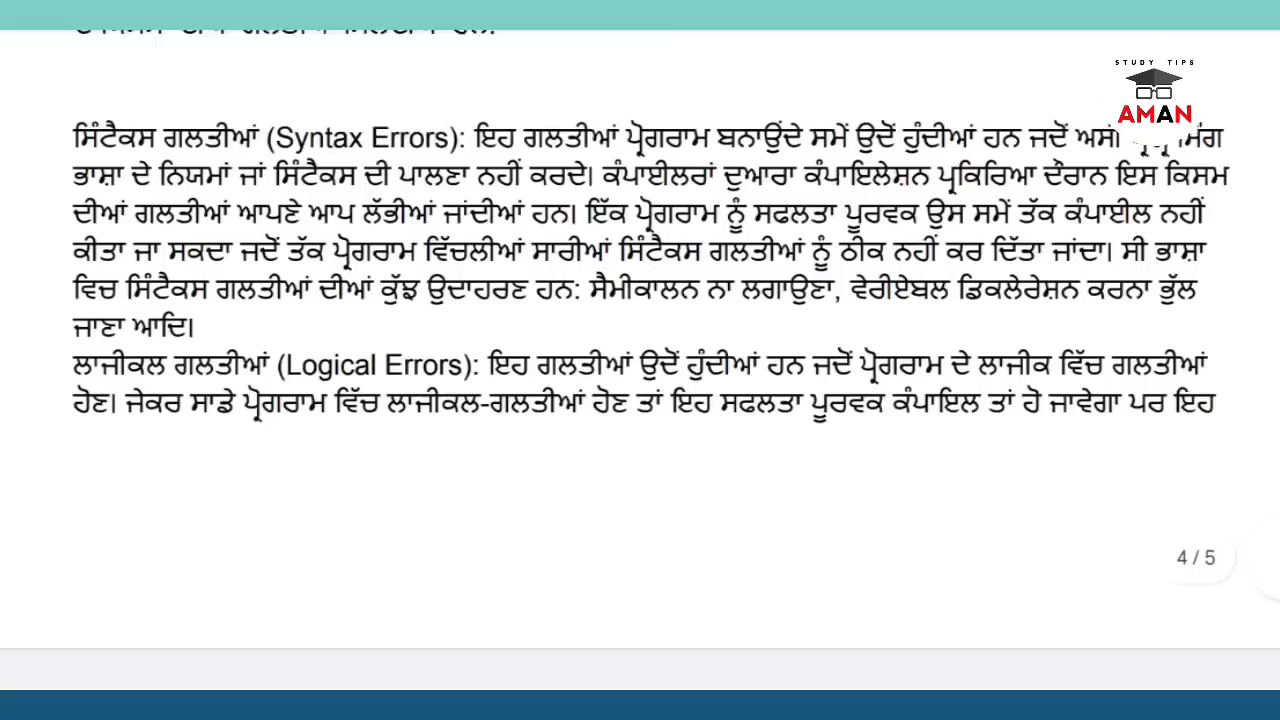 STUDY TIPS
AMAN
ਸਿੰਟੈਕਸ ਗਲਤੀਆਂ (Syntax Errors): ਇਹ ਗਲਤੀਆਂ ਪ੍ਰੋਗਰਾਮ ਬਨਾਉਂਦੇ ਸਮੇਂ ਉਦੋਂ ਹੁੰਦੀਆਂ ਹਨ ਜਦੋਂ
ਭਾਸ਼ਾ ਦੇ ਨਿਯਮਾਂ ਜਾਂ ਸਿੰਟੈਕਸ ਦੀ ਪਾਲਣਾ ਨਹੀਂ ਕਰਦੇ। ਕੰਪਾਈਲਰਾਂ ਦੁਆਰਾ ਕੰਪਾਇਲੇਸ਼ਨ ਪ੍ਰਕਿਰਿਆ ਦੌਰਾਨ ਇਸ ਕਿਸਮ
ਦੀਆਂ ਗਲਤੀਆਂ ਆਪਣੇ ਆਪ ਲੱਭੀਆਂ ਜਾਂਦੀਆਂ ਹਨ। ਇੱਕ ਪ੍ਰੋਗਰਾਮ ਨੂੰ ਸਫਲਤਾ ਪੂਰਵਕ ਉਸ ਸਮੇਂ ਤੱਕ ਕੰਪਾਈਲ ਨਹੀਂ
ਕੀਤਾ ਜਾ ਸਕਦਾ ਜਦੋਂ ਤੱਕ ਪ੍ਰੋਗਰਾਮ ਵਿੱਚਲੀਆਂ ਸਾਰੀਆਂ ਸਿੰਟੈਕਸ ਗਲਤੀਆਂ ਨੂੰ ਠੀਕ ਨਹੀਂ ਕਰ ਦਿੱਤਾ ਜਾਂਦਾ। ਸੀ ਭਾਸ਼ਾ
ਵਿਚ ਸਿੰਟੈਕਸ ਗਲਤੀਆਂ ਦੀਆਂ ਕੁੱਝ ਉਦਾਹਰਣ ਹਨ: ਸੈਮੀਕਾਲਨ ਨਾ ਲਗਾਉਣਾ, ਵੇਰੀਏਬਲ ਡਿਕਲੇਰੇਸ਼ਨ ਕਰਨਾ ਭੁੱਲ
ਜਾਣਾ ਆਦਿ।
ਲਾਜੀਕਲ ਗਲਤੀਆਂ (Logical Errors): ਇਹ ਗਲਤੀਆਂ ਉਦੋਂ ਹੁੰਦੀਆਂ ਹਨ ਜਦੋਂ ਪ੍ਰੋਗਰਾਮ ਦੇ ਲਾਜੀਕ ਵਿੱਚ ਗਲਤੀਆਂ
ਹੋਣ। ਜੇਕਰ ਸਾਡੇ ਪ੍ਰੋਗਰਾਮ ਵਿੱਚ ਲਾਜੀਕਲ-ਗਲਤੀਆਂ ਹੋਣ ਤਾਂ ਇਹ ਸਫਲਤਾ ਪੂਰਵਕ ਕੰਪਾਇਲ ਤਾਂ ਹੋ ਜਾਵੇਗਾ ਪਰ ਇਹ
4 / 5